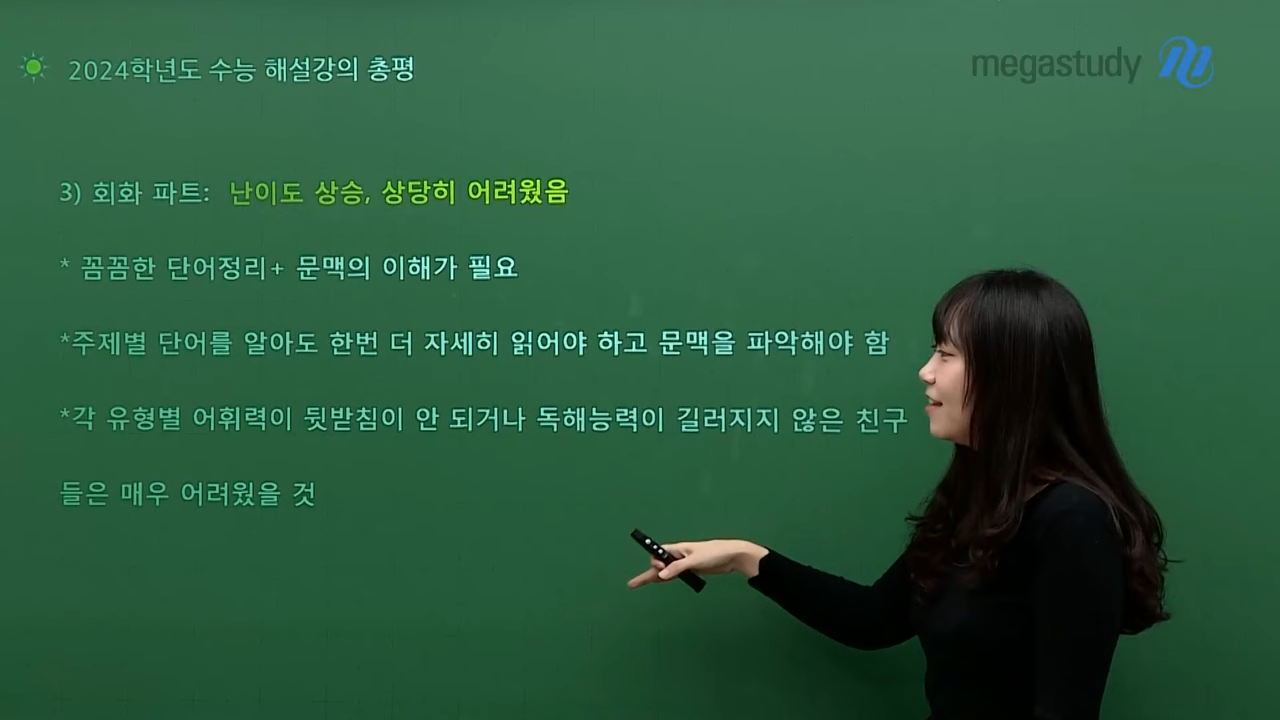 2024학년도 수능 해설강의 총평
megastudy
3) 회화 파트: 난이도 상승, 상당히 어려웠음
* 꼼꼼한 단어정리+ 문맥의 이해가 필요
*주제별 단어를 알아도 한번 더 자세히 읽어야 하고 문맥을 파악해야 함
*각 유형별 어휘력이 뒷받침이 안 되거나 독해능력이 길러지지 않은 친구
들은 매우 어려웠을 것